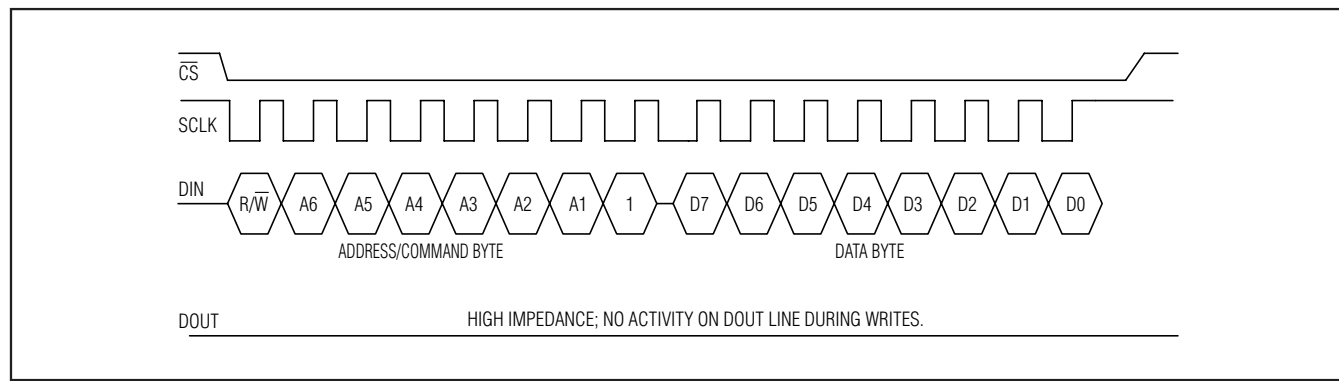 C̅S̅
SCLK
DIN
R/W̅ A6 A5 A4 A3 A2 A1 1 D7 D6 D5 D4 D3 D2 D1 D0
ADDRESS/COMMAND BYTE DATA BYTE
DOUT HIGH IMPEDANCE; NO ACTIVITY ON DOUT LINE DURING WRITES.